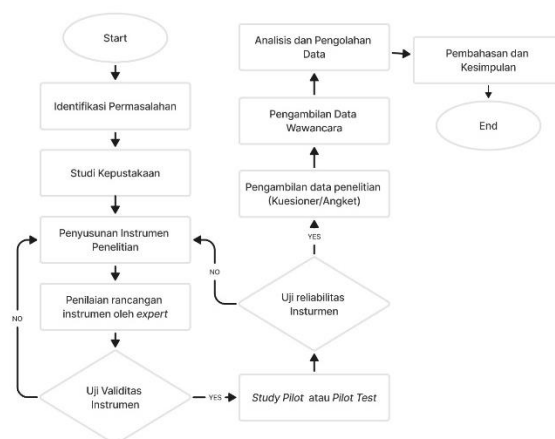 Start
Identifikasi Permasalahan
Studi Kepustakaan
Penyusunan Instrumen
Penelitian
Penilaian rancangan
instrumen oleh expert
Uji Validitas
Instrumen
NO
YES
Study Pilot atau Pilot Test
Uji reliabilitas
Insturmen
NO
YES
Pengambilan data penelitian
(Kuesioner/Angket)
Pengambilan Data
Wawancara
Analisis dan Pengolahan
Data
Pembahasan dan
Kesimpulan
End